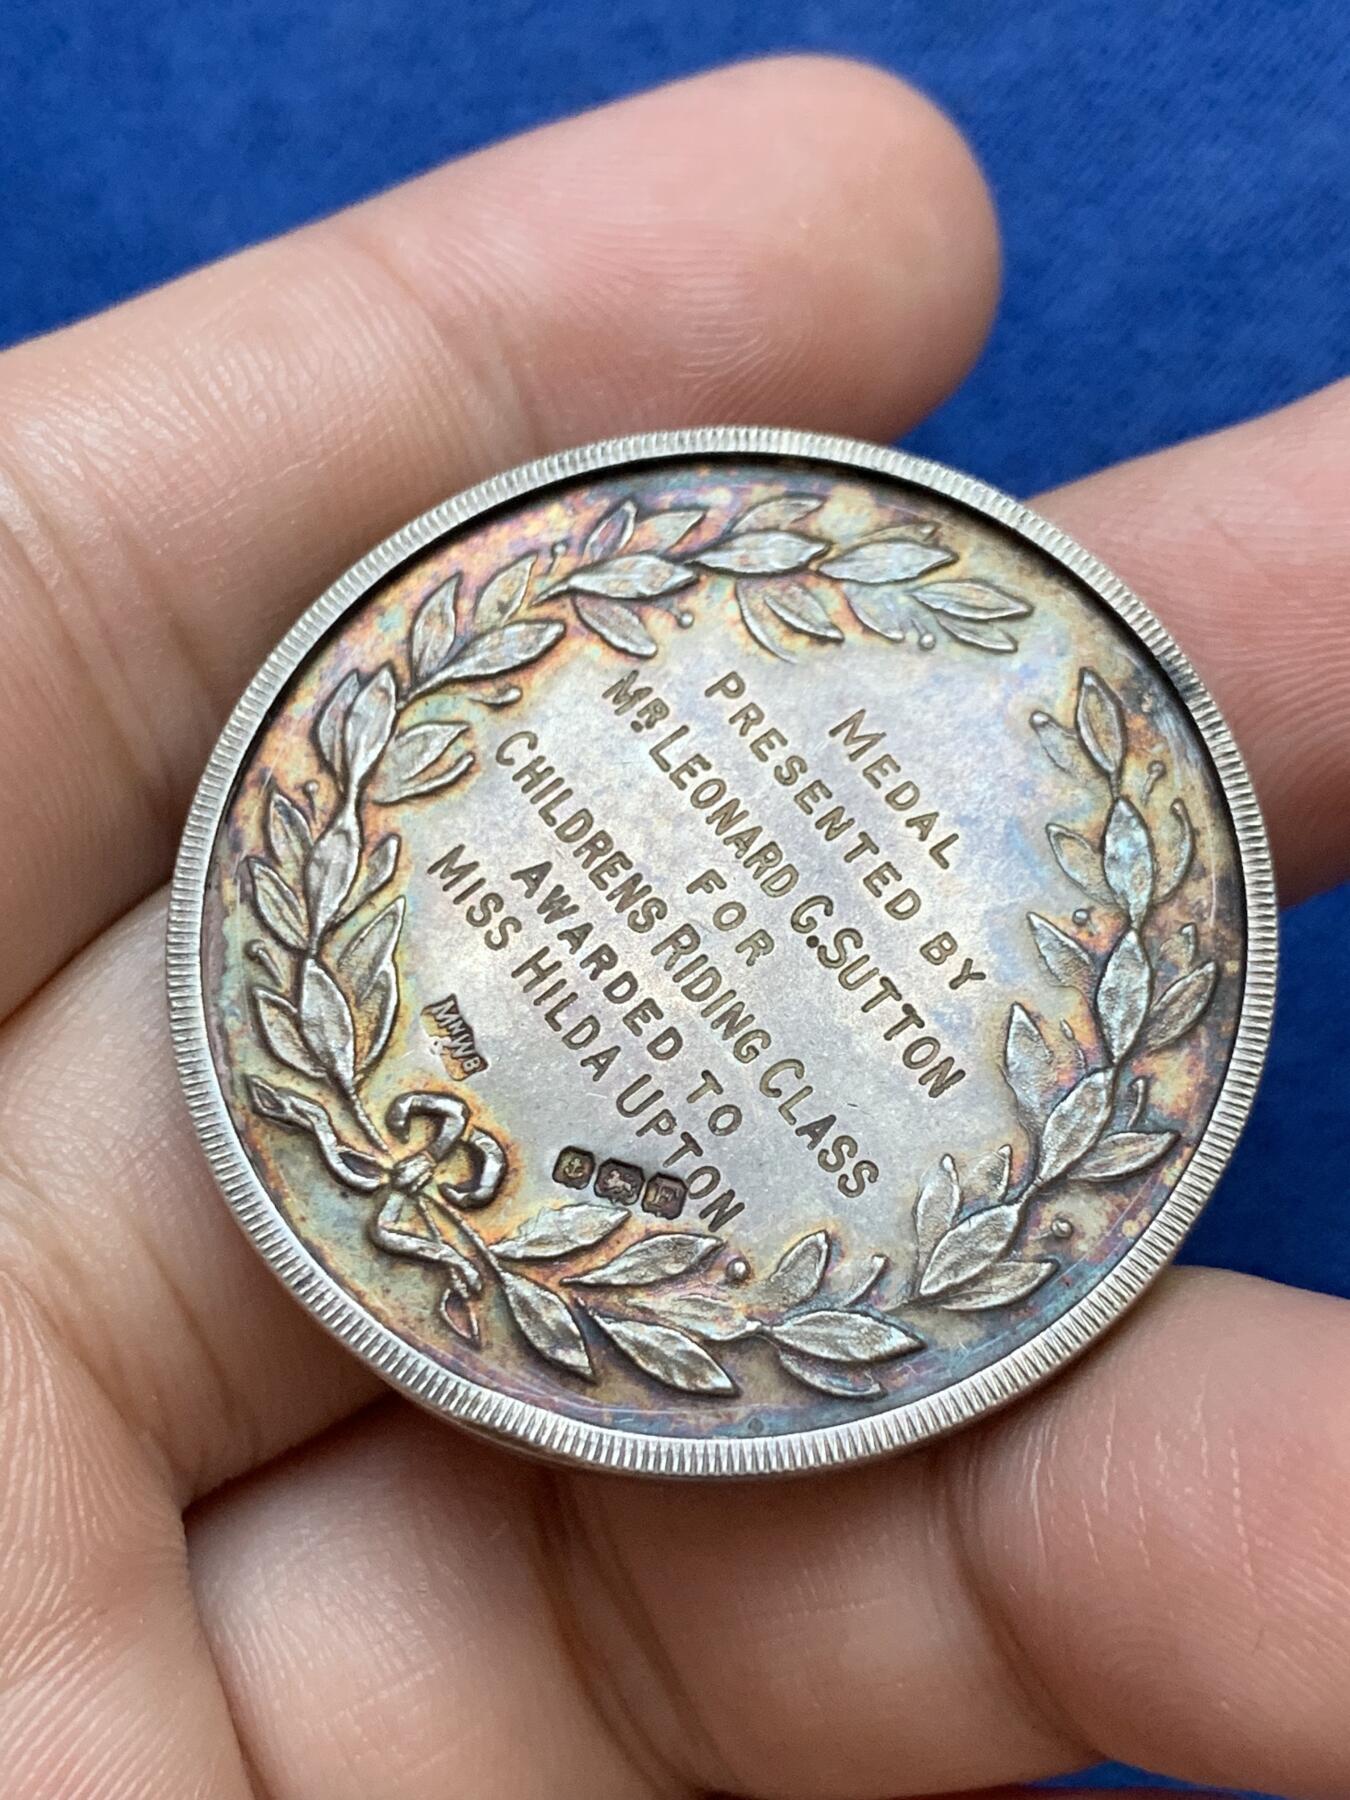 MEDAL
PRESENTED BY
MR. LEONARD G. SUTTON
FOR
CHILDRENS RIDING CLASS
AWARDED TO
MISS HILDA UPTON